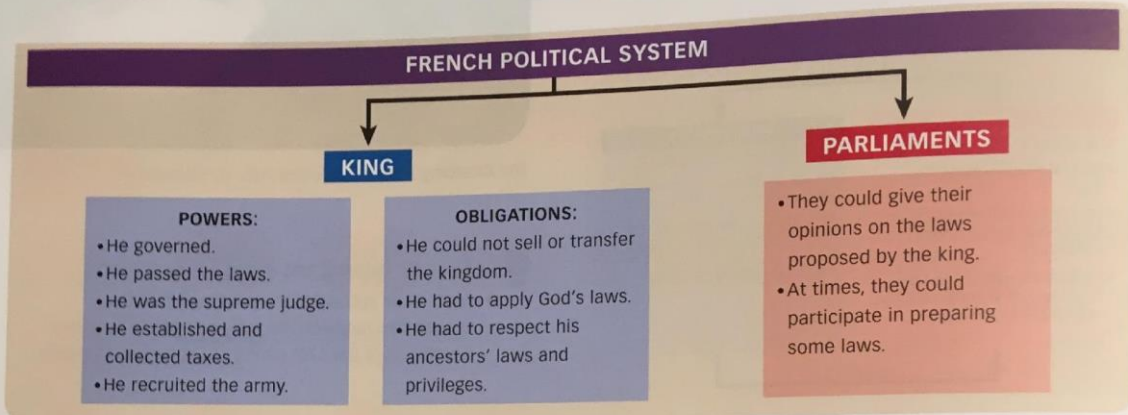 FRENCH POLITICAL SYSTEM
KING
POWERS:
•He governed.
•He passed the laws.
•He was the supreme judge.
•He established and
collected taxes.
•He recruited the army.
OBLIGATIONS:
•He could not sell or transfer
the kingdom.
•He had to apply God's laws.
•He had to respect his
ancestors' laws and
privileges.
PARLIAMENTS
•They could give their
opinions on the laws
proposed by the king.
•At times, they could
participate in preparing
some laws.